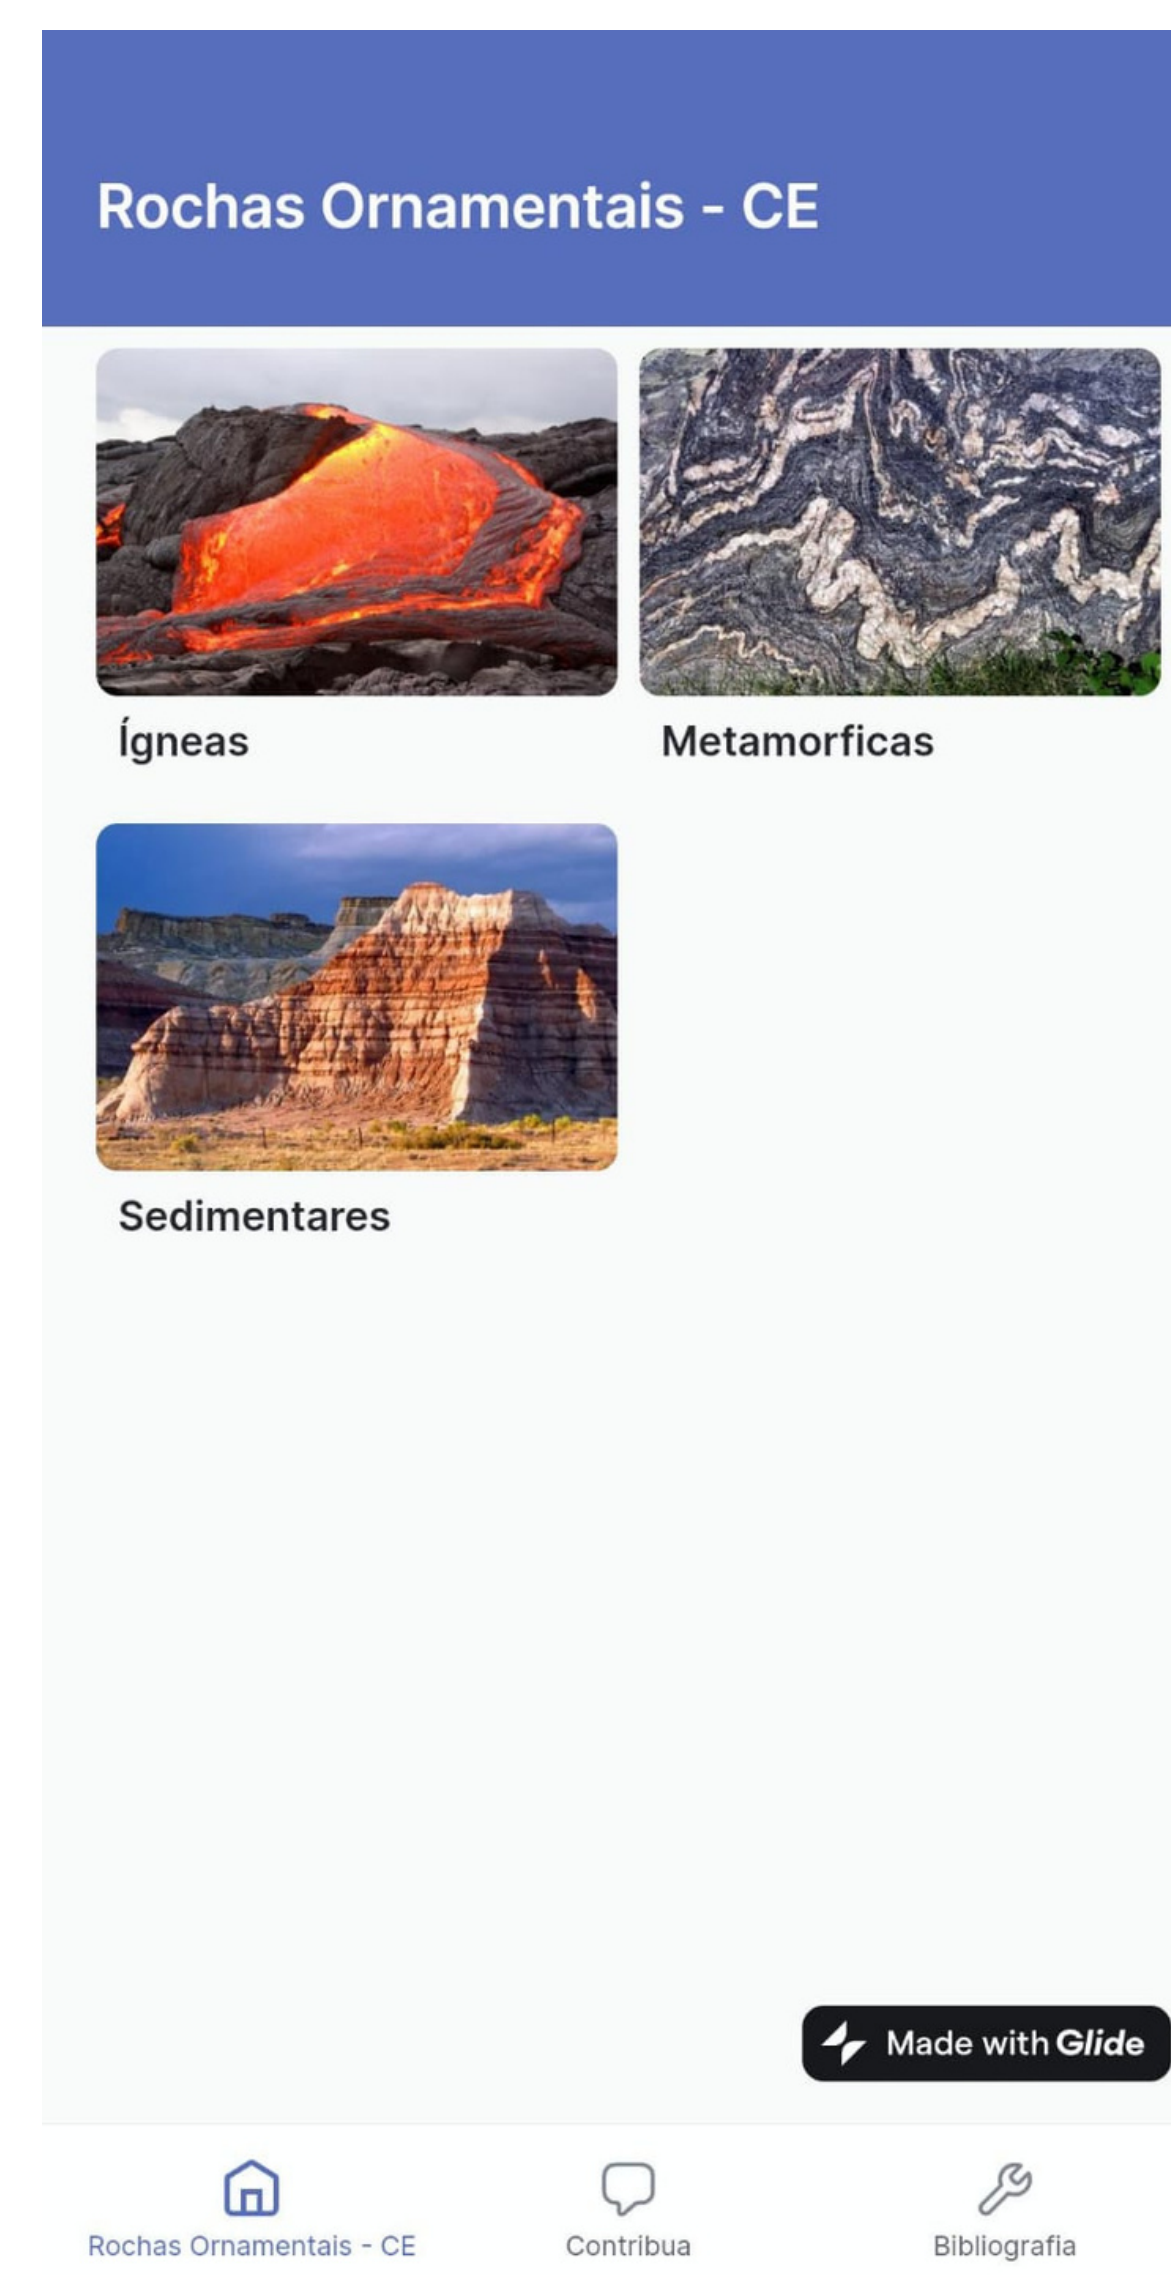 Rochas Ornamentais - CE
Ígneas
Metamorficas
Sedimentares
Made with Glide
Rochas Ornamentais - CE
Contribua
Bibliografia